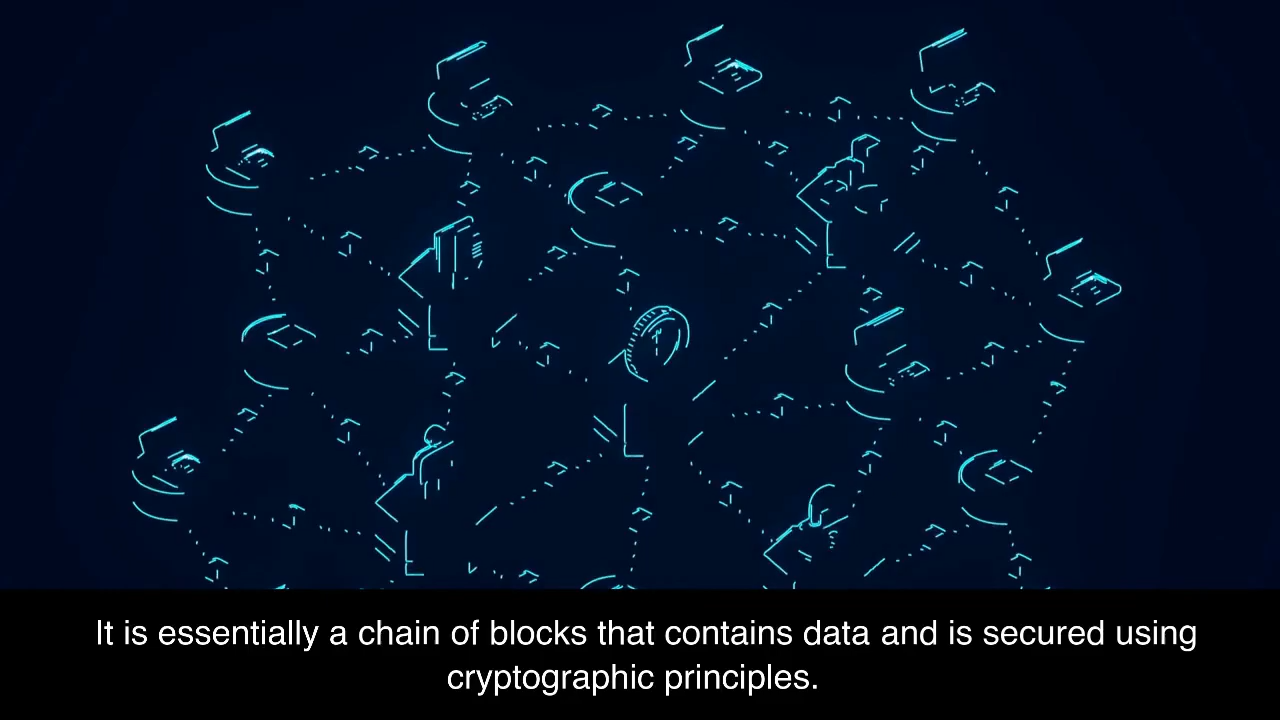 It is essentially a chain of blocks that contains data and is secured using
cryptographic principles.